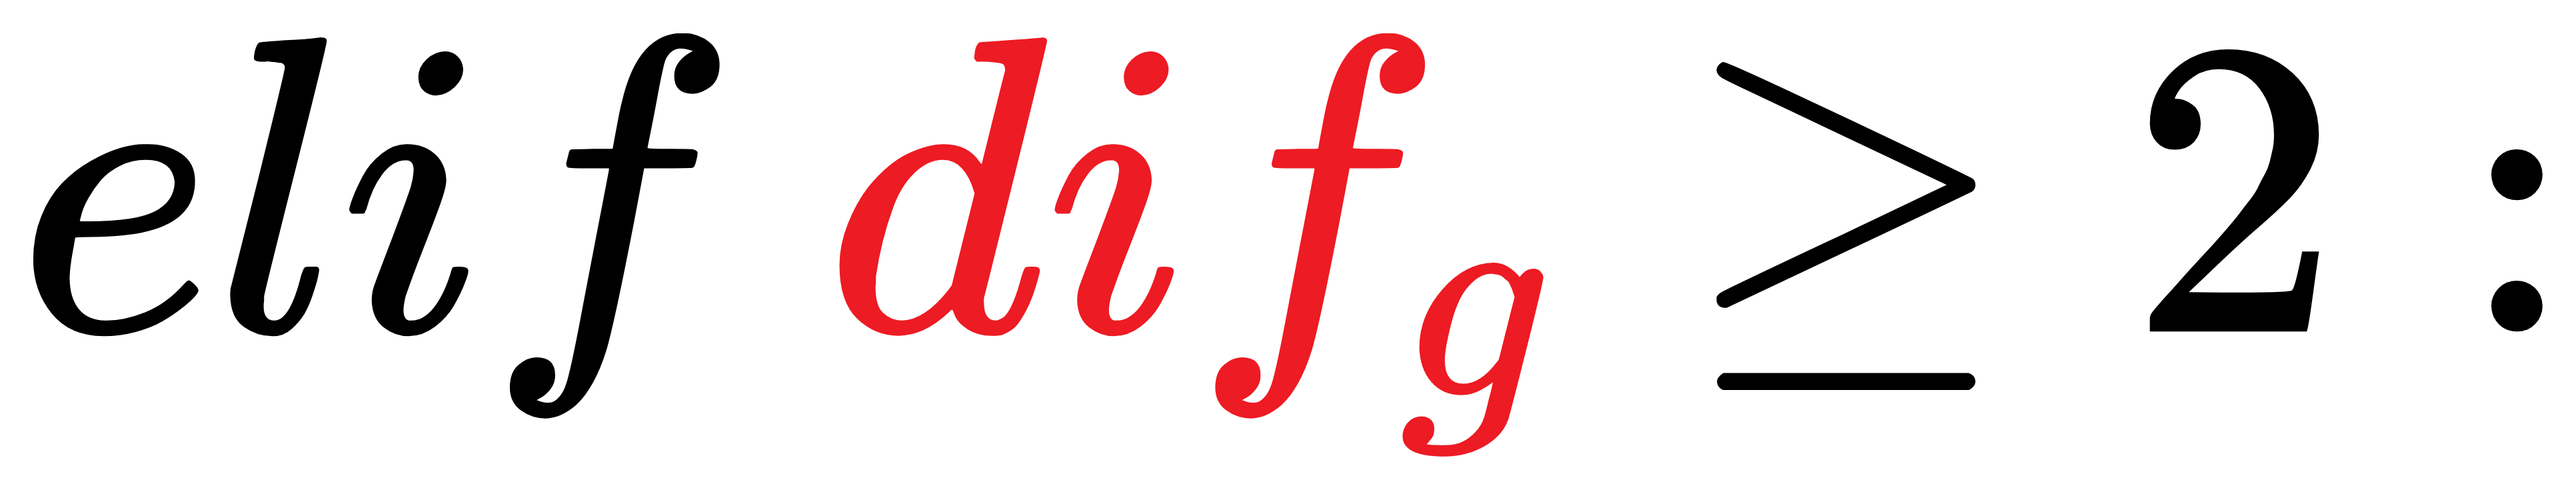 elif dif_g ≥ 2 :